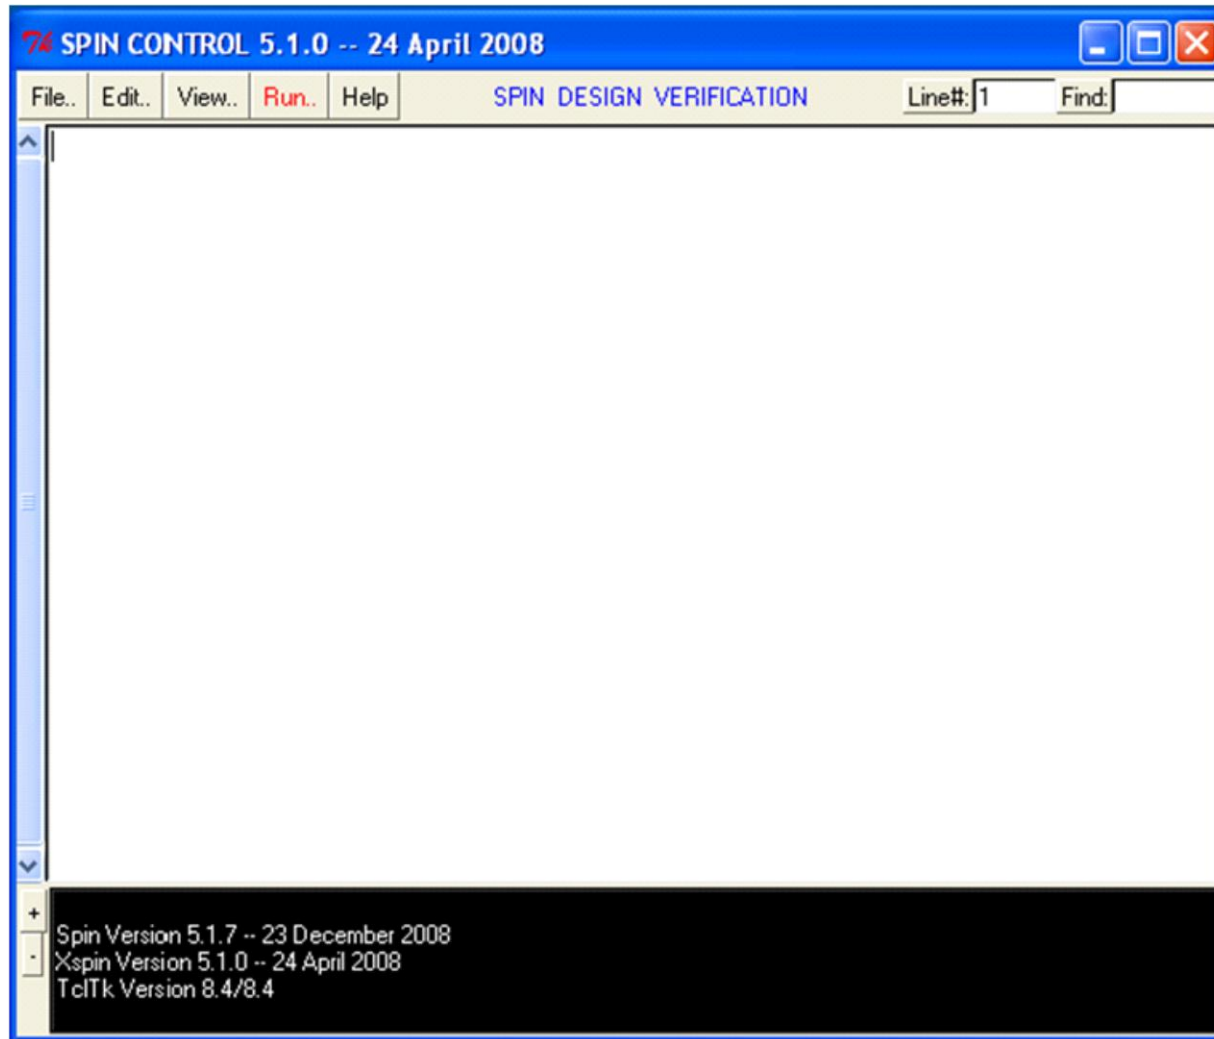 SPIN CONTROL 5.1.0 -- 24 April 2008
File.. Edit.. View.. Run.. Help SPIN DESIGN VERIFICATION Line#: 1 Find:
+
Spin Version 5.1.7 -- 23 December 2008
-
Xspin Version 5.1.0 -- 24 April 2008
TclTk Version 8.4/8.4